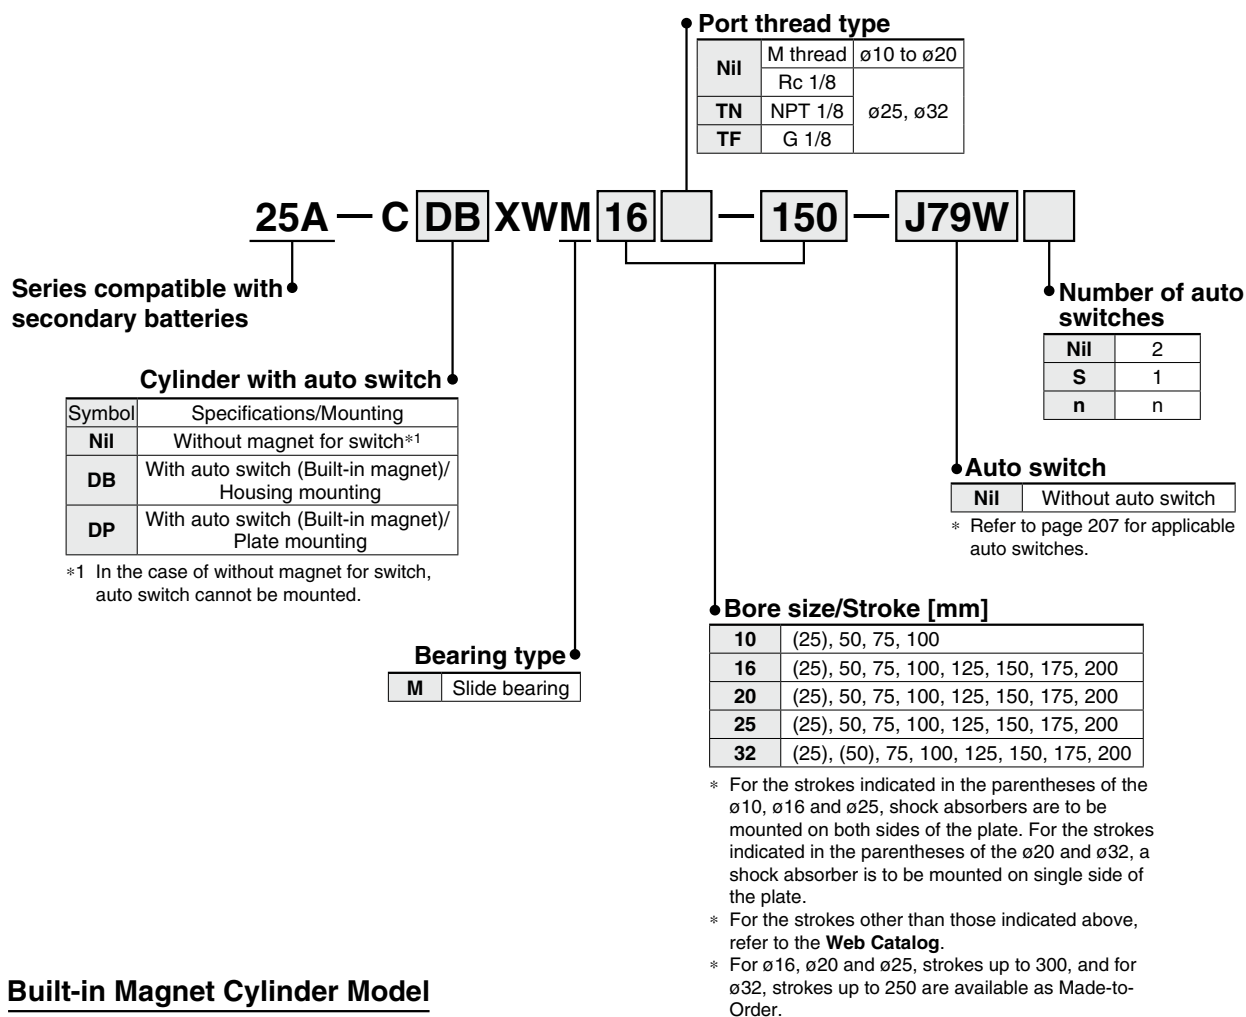 Port thread type
Nil M thread ø10 to ø20
Rc 1/8 ø25, ø32
TN NPT 1/8
TF G 1/8
25A — C DB XWM 16 — 150 — J79W
Series compatible with
secondary batteries
Number of auto
switches
Nil 2
S 1
n n
Cylinder with auto switch
Symbol Specifications/Mounting
Nil Without magnet for switch*1
DB With auto switch (Built-in magnet)/
Housing mounting
DP With auto switch (Built-in magnet)/
Plate mounting
*1 In the case of without magnet for switch,
auto switch cannot be mounted.
Auto switch
Nil Without auto switch
* Refer to page 207 for applicable
auto switches.
Bearing type
M Slide bearing
Bore size/Stroke [mm]
10 (25), 50, 75, 100
16 (25), 50, 75, 100, 125, 150, 175, 200
20 (25), 50, 75, 100, 125, 150, 175, 200
25 (25), 50, 75, 100, 125, 150, 175, 200
32 (25), (50), 75, 100, 125, 150, 175, 200
* For the strokes indicated in the parentheses of the
ø10, ø16 and ø25, shock absorbers are to be
mounted on both sides of the plate. For the strokes
indicated in the parentheses of the ø20 and ø32, a
shock absorber is to be mounted on single side of
the plate.
* For the strokes other than those indicated above,
refer to the Web Catalog.
* For ø16, ø20 and ø25, strokes up to 300, and for
ø32, strokes up to 250 are available as Made-to-
Order.
Built-in Magnet Cylinder Model